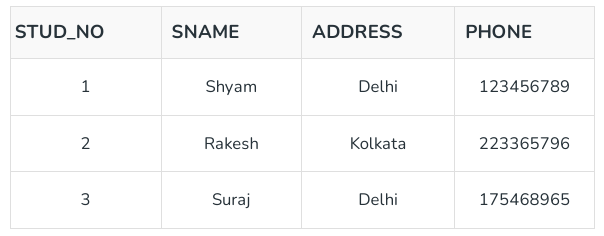 STUD_NO SNAME ADDRESS PHONE
1 Shyam Delhi 123456789
2 Rakesh Kolkata 223365796
3 Suraj Delhi 175468965